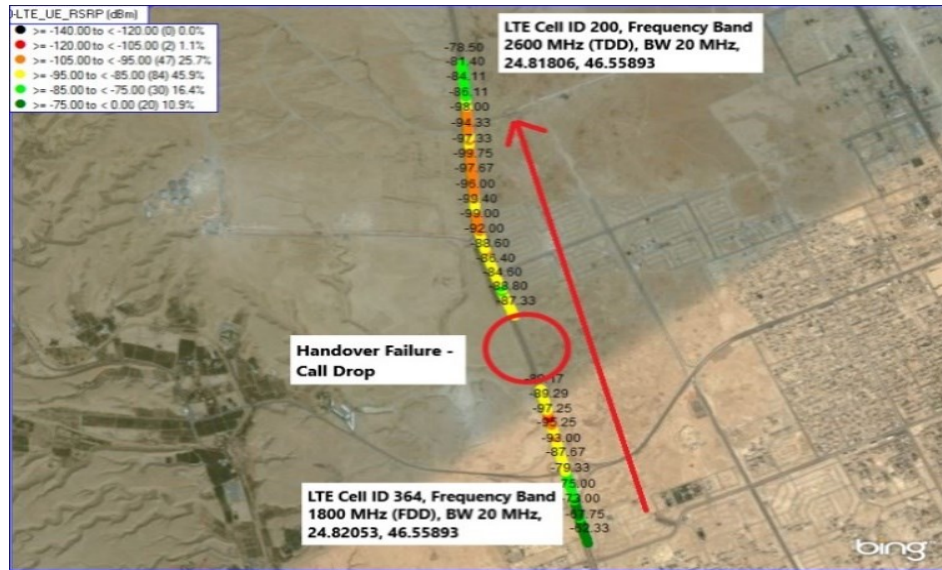 LTE_UE_RSRP (dBm)
>= -140.00 to < -120.00 (0) 0.0%
>= -120.00 to < -105.00 (2) 1.1%
>= -105.00 to < -95.00 (47) 25.7%
>= -95.00 to < -85.00 (84) 45.9%
>= -85.00 to < -75.00 (30) 16.4%
>= -75.00 to < 0.00 (20) 10.9%
LTE Cell ID 200, Frequency Band
2600 MHz (TDD), BW 20 MHz,
24.81806, 46.55893
-78.50
-81.40
-84.11
-86.11
-98.00
-94.33
-97.33
-99.75
-97.67
-96.00
-99.40
-99.00
-92.00
-88.60
-84.60
-87.33
Handover Failure -
Call Drop
-89.29
-97.25
-93.00
-87.67
-79.33
LTE Cell ID 364, Frequency Band
1800 MHz (FDD), BW 20 MHz,
24.82053, 46.55893
bing